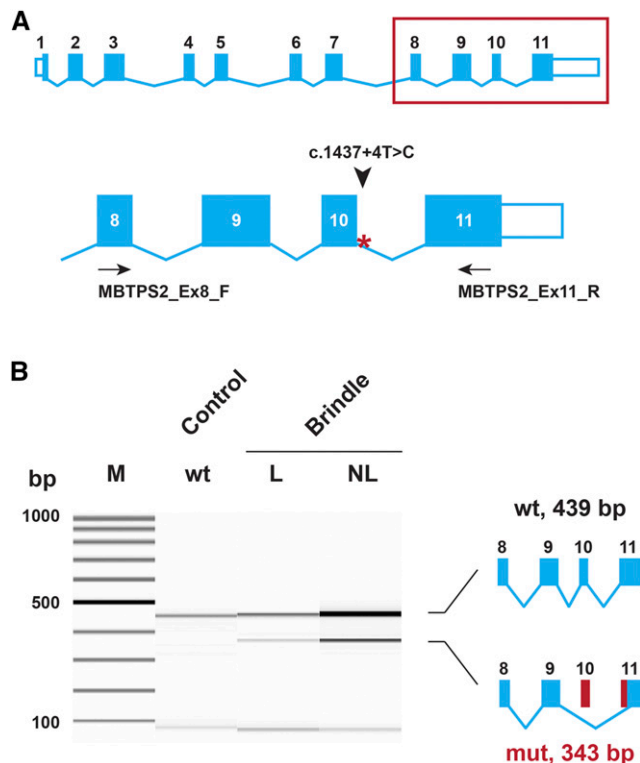 A
1 2 3 4 5 6 7 8 9 10 11
c.1437+4T>C
8 9 10 * 11
MBTPS2_Ex8_F MBTPS2_Ex11_R
B
Control Brindle
bp M wt L NL
1000
500
100
wt, 439 bp
8 9 10 11
8 9 10 11
mut, 343 bp